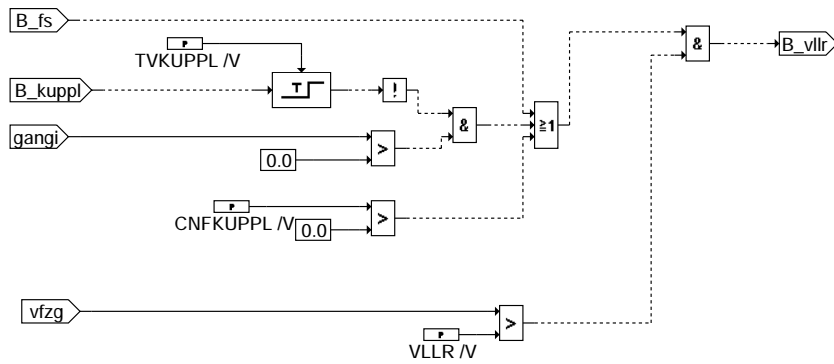 B_fs
&
B_vllr
P
TVKUPPL /V
B_kuppl
T
!
&
≥1
gangi
>
0.0
P
CNFKUPPL /V
0.0
>
vfzg
>
P
VLLR /V